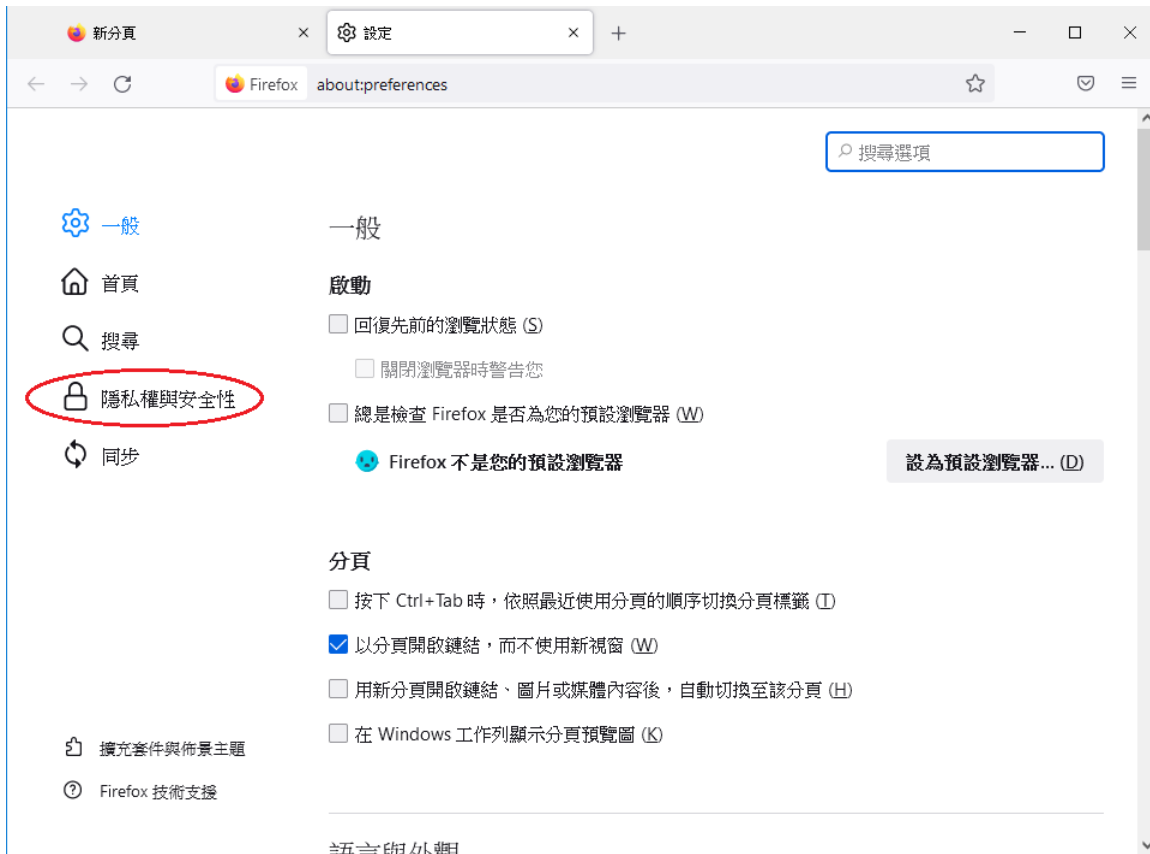 新分頁
設定
Firefox about:preferences
搜尋選項
一般
首頁
搜尋
隱私權與安全性
同步
擴充套件與佈景主題
Firefox 技術支援
一般
啟動
回復先前的瀏覽狀態 (S)
關閉瀏覽器時警告您
總是檢查 Firefox 是否為您的預設瀏覽器 (W)
Firefox 不是您的預設瀏覽器
設為預設瀏覽器... (D)
分頁
按下 Ctrl+Tab 時，依照最近使用分頁的順序切換分頁標籤 (T)
以分頁開啟鏈結，而不使用新視窗 (W)
用新分頁開啟鏈結、圖片或媒體內容後，自動切換至該分頁 (H)
在 Windows 工作列顯示分頁預覽圖 (K)
語言與外觀